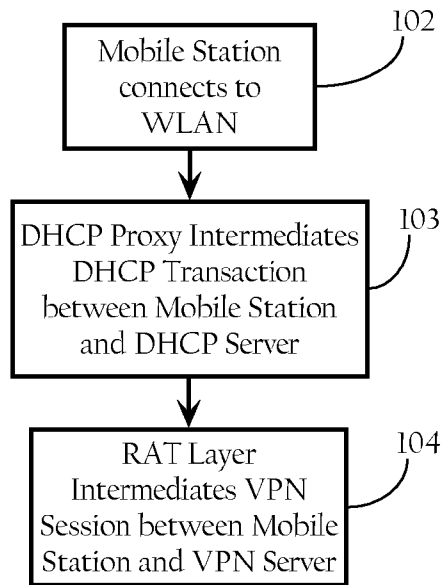 102
Mobile Station
connects to
WLAN
103
DHCP Proxy Intermediates
DHCP Transaction
between Mobile Station
and DHCP Server
104
RAT Layer
Intermediates VPN
Session between Mobile
Station and VPN Server